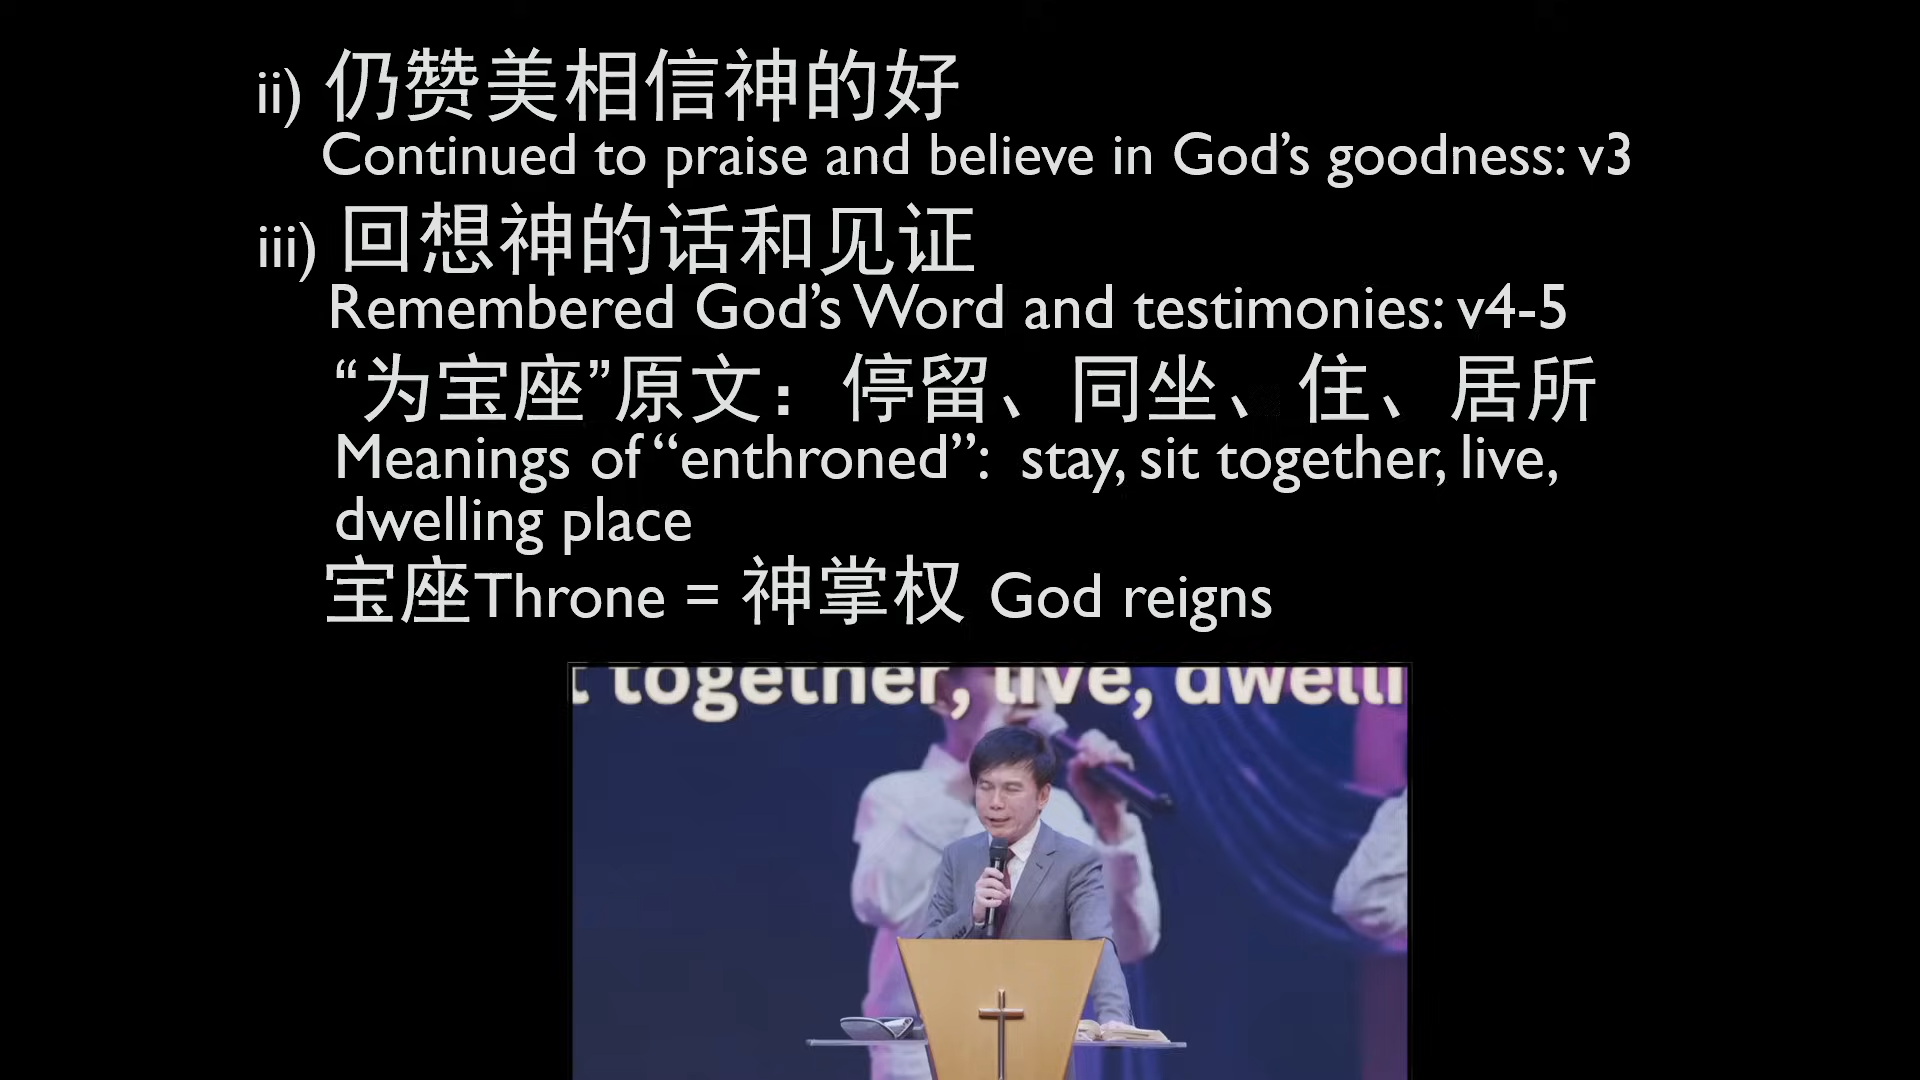 ii) 仍赞美相信神的好
Continued to praise and believe in God’s goodness: v3
iii) 回想神的话和见证
Remembered God’s Word and testimonies: v4-5
“为宝座”原文：停留、同坐、住、居所
Meanings of “enthroned”: stay, sit together, live,
dwelling place
宝座Throne = 神掌权 God reigns
together, live,